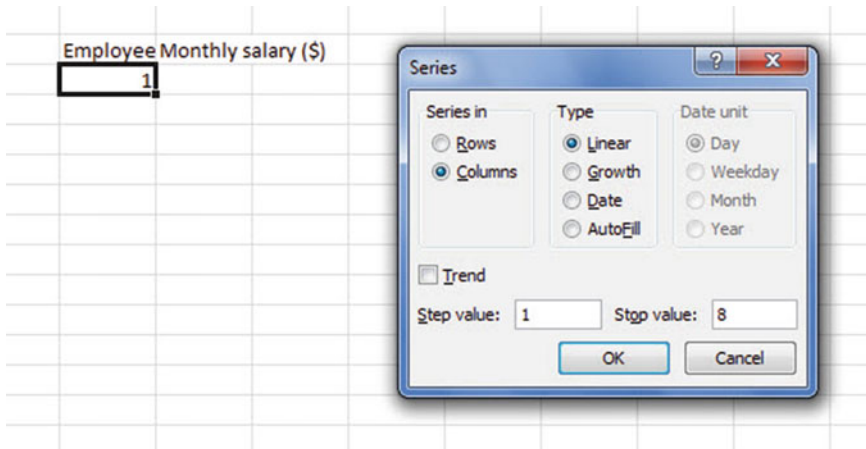 Employee Monthly salary ($)
1
Series
Series in
Rows
Columns
Type
Linear
Growth
Date
AutoFill
Date unit
Day
Weekday
Month
Year
Trend
Step value: 1
Stop value: 8
OK
Cancel